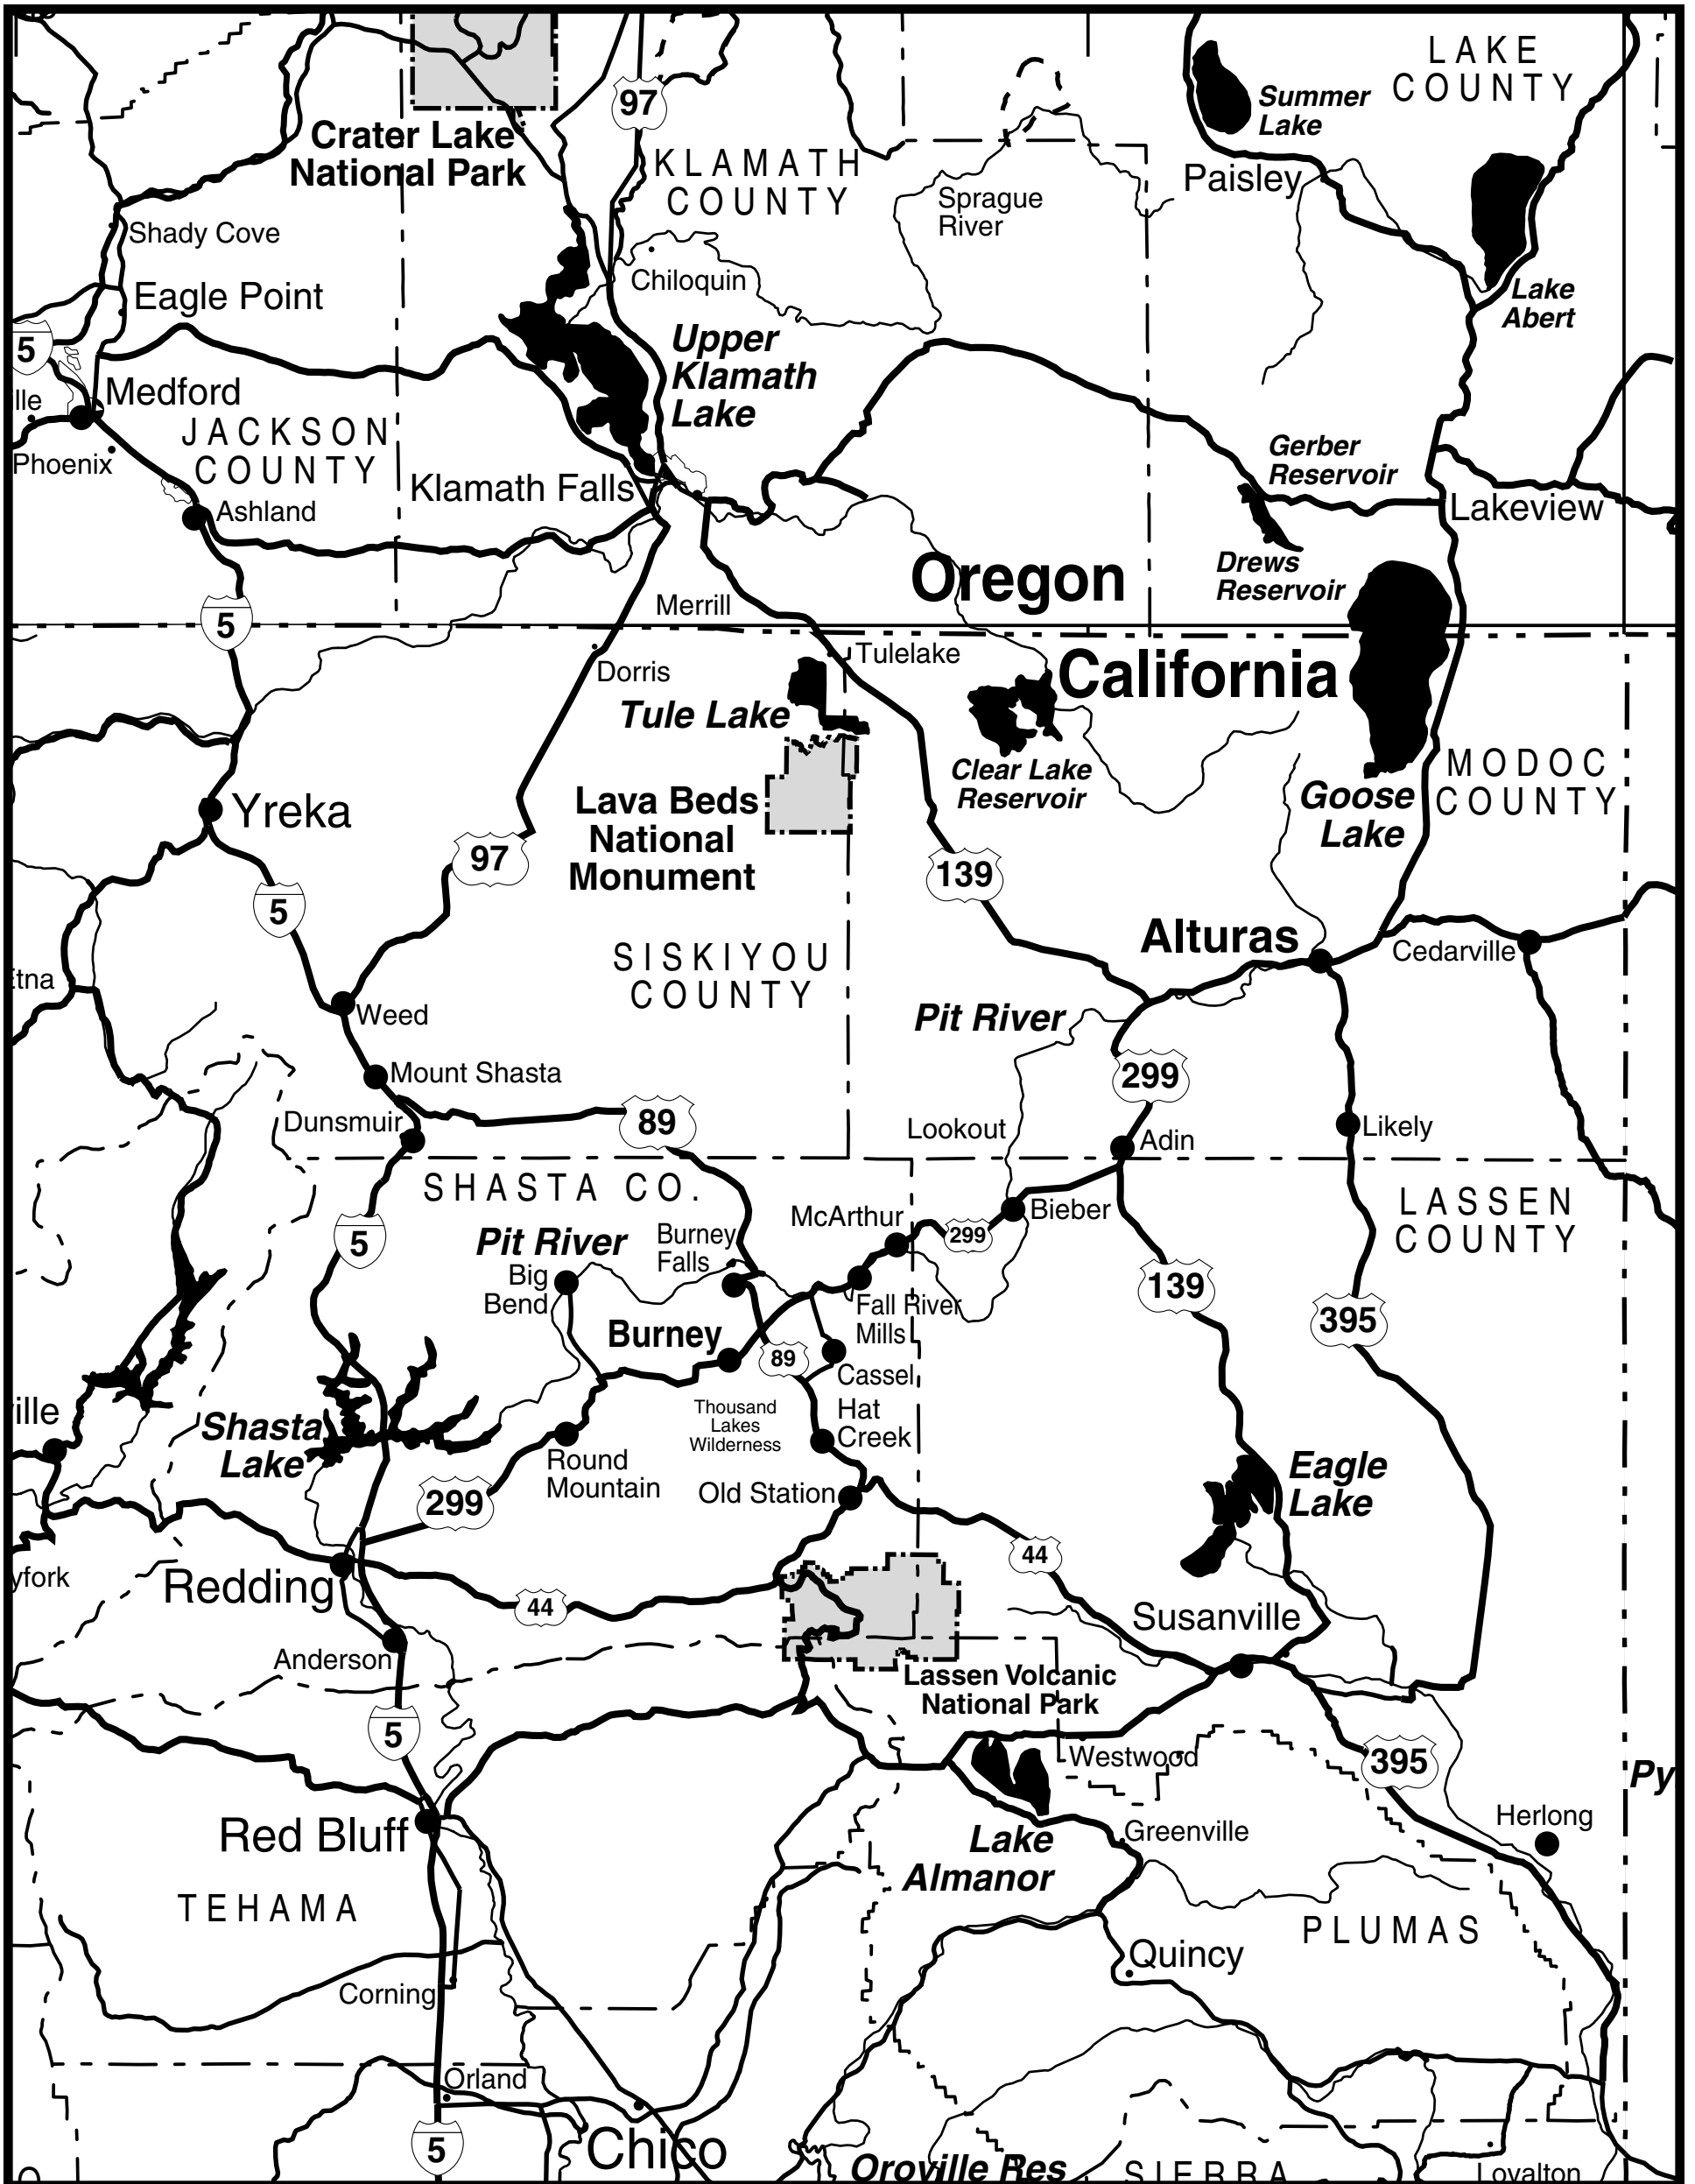 LAKE
COUNTY
Summer
Lake
97
Crater Lake
National Park
KLAMATH
COUNTY
Paisley
Sprague
River
Shady Cove
Chiloquin
Eagle Point
Lake
Abert
5
Upper
Klamath
Lake
Medford
ille
JACKSON
COUNTY
Phoenix
Gerber
Reservoir
Klamath Falls
Ashland
Lakeview
Drews
Reservoir
Oregon
Merrill
5
Tulelake
Dorris
California
Tule Lake
Clear Lake
Reservoir
MODOC
COUNTY
Goose
Lake
Lava Beds
National
Monument
Yreka
97
139
5
Alturas
Cedarville
SISKIYOU
COUNTY
Etna
Weed
Pit River
Mount Shasta
299
Dunsmuir
89
Lookout
Adin
Likely
SHASTA CO.
LASSEN
COUNTY
McArthur
Bieber
299
5
Pit River
Burney
Falls
Big
Bend
139
Fall River
Mills
395
Burney
89
Cassel
Thousand
Lakes
Wilderness
Hat
Creek
ville
Shasta
Lake
Round
Mountain
Eagle
Lake
299
Old Station
44
yfork
Redding
44
Susanville
Anderson
Lassen Volcanic
National Park
5
Westwood
395
Py
Red Bluff
Herlong
Greenville
Lake
Almanor
TEHAMA
PLUMAS
Quincy
Corning
Orland
5
Chico
Oroville Res
SIERRA
Loyalton